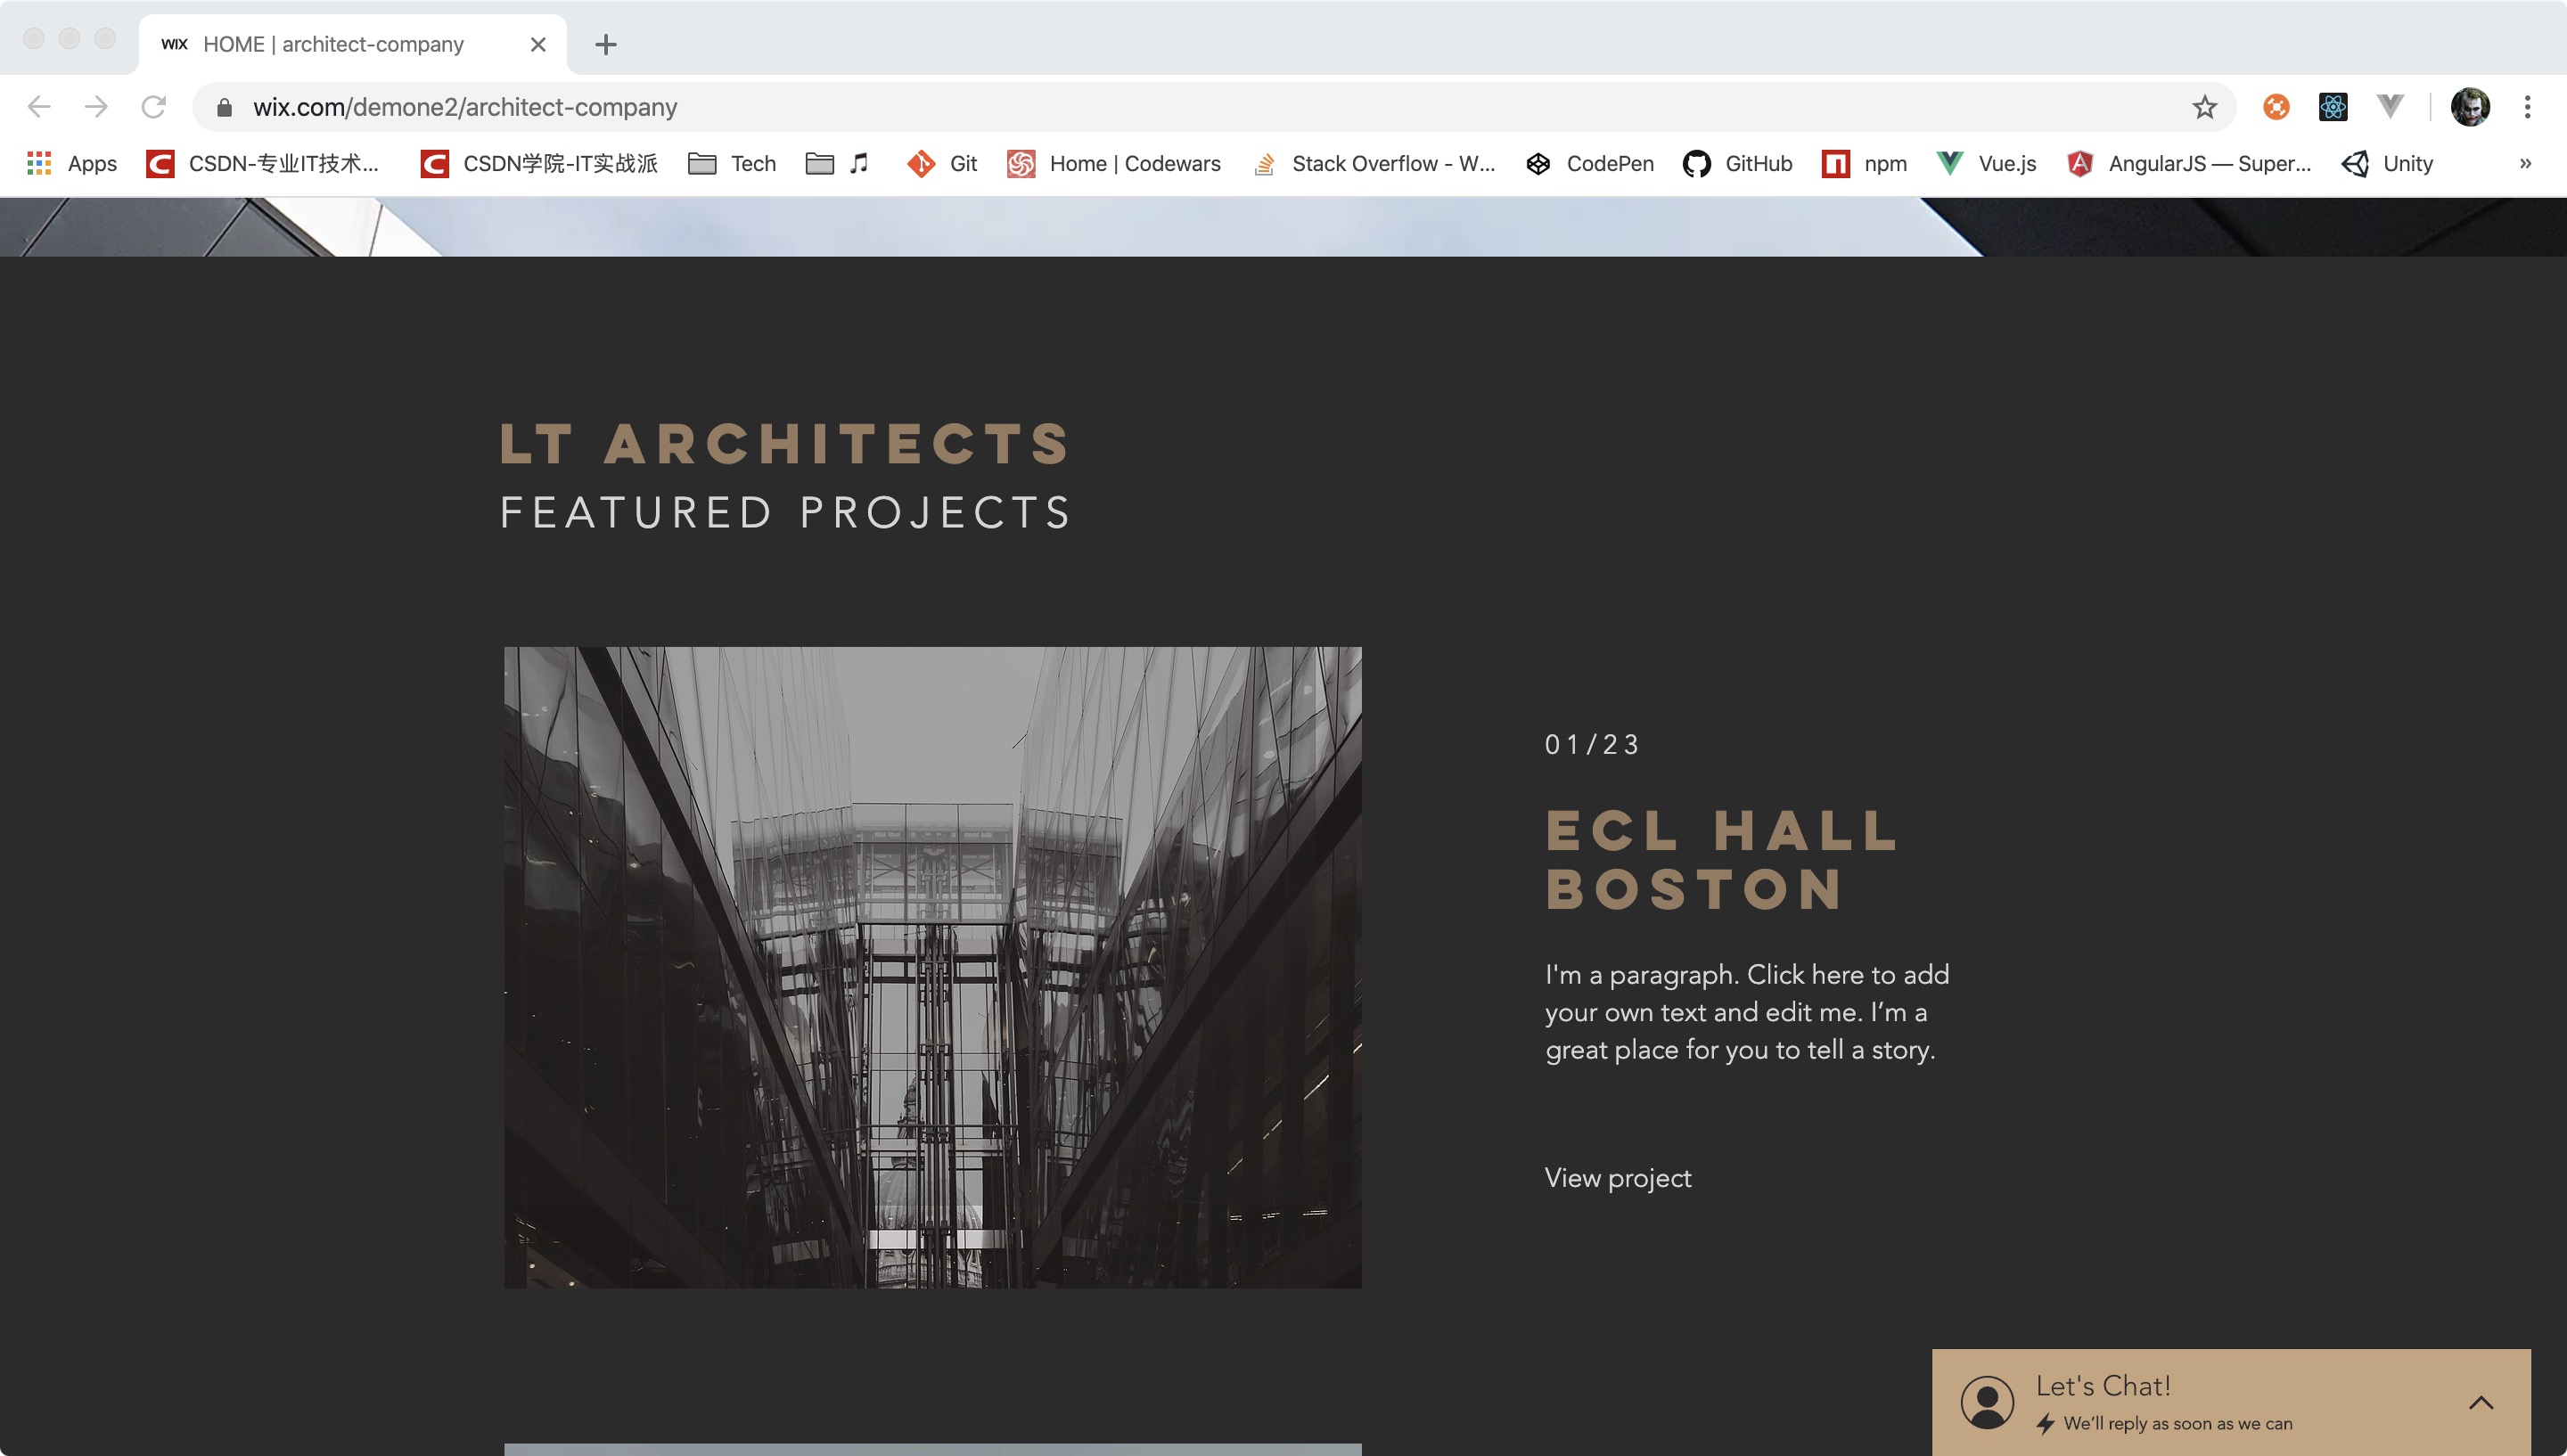 WIX HOME | architect-company
wix.com/demone2/architect-company
Apps CSDN-专业IT技术... CSDN学院-IT实战派 Tech Git Home | Codewars Stack Overflow - W... CodePen GitHub npm Vue.js AngularJS — Super... Unity »
LT ARCHITECTS
FEATURED PROJECTS
01/23
ECL HALL
BOSTON
I'm a paragraph. Click here to add
your own text and edit me. I’m a
great place for you to tell a story.
View project
Let's Chat!
We'll reply as soon as we can